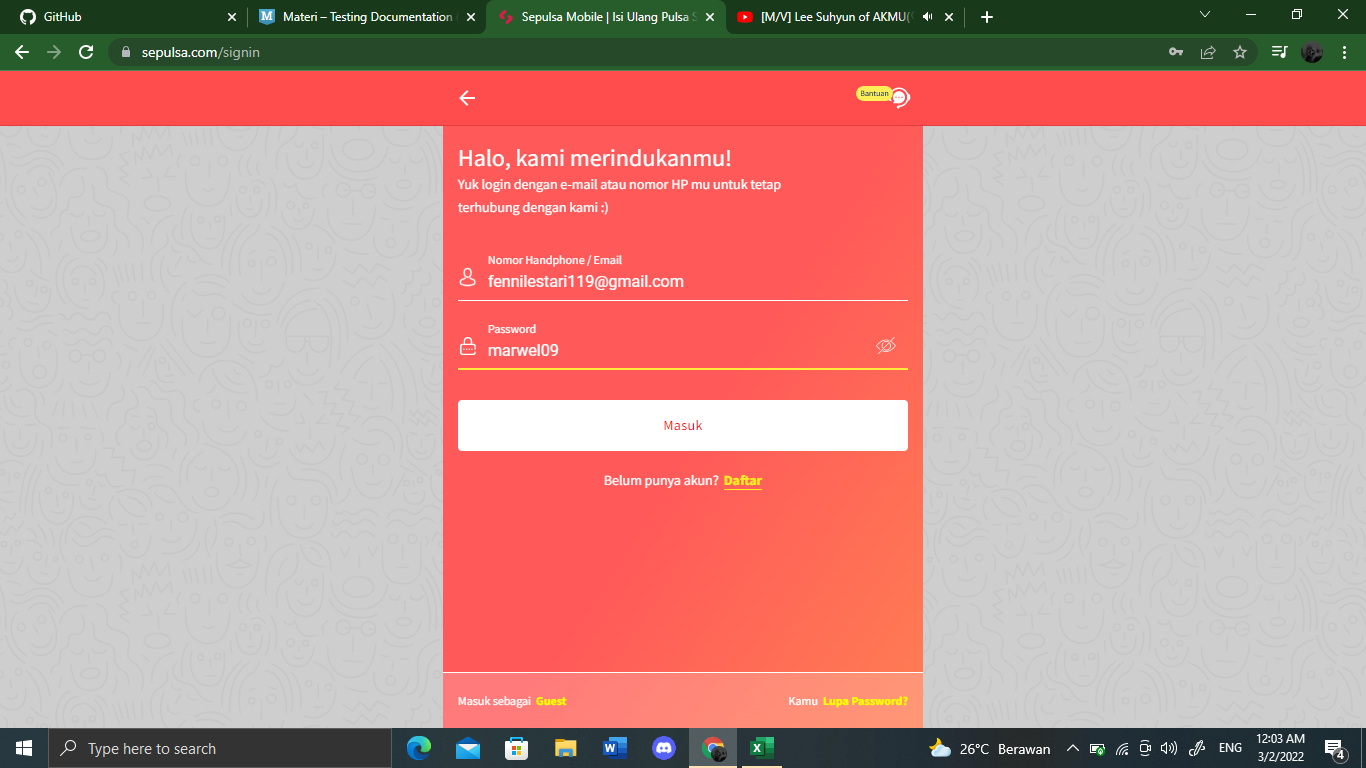 GitHub
Materi – Testing Documentation
Sepulsa Mobile | Isi Ulang Pulsa S
[M/V] Lee Suhyun of AKMU(
sepulsa.com/signin
Bantuan
Halo, kami merindukanmu!
Yuk login dengan e-mail atau nomor HP mu untuk tetap
terhubung dengan kami :)
Nomor Handphone / Email
fennilestari119@gmail.com
Password
marwel09
Masuk
Belum punya akun? Daftar
Masuk sebagai Guest
Kamu Lupa Password?
Type here to search
26°C Berawan
ENG
12:03 AM
3/2/2022
4